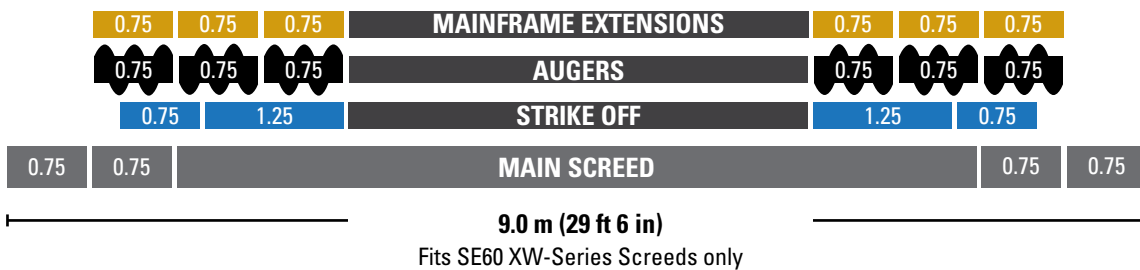 0.75 0.75 0.75 MAINFRAME EXTENSIONS 0.75 0.75 0.75
0.75 0.75 0.75 AUGERS 0.75 0.75 0.75
0.75 1.25 STRIKE OFF 1.25 0.75
0.75 0.75 MAIN SCREED 0.75 0.75
9.0 m (29 ft 6 in)
Fits SE60 XW-Series Screeds only